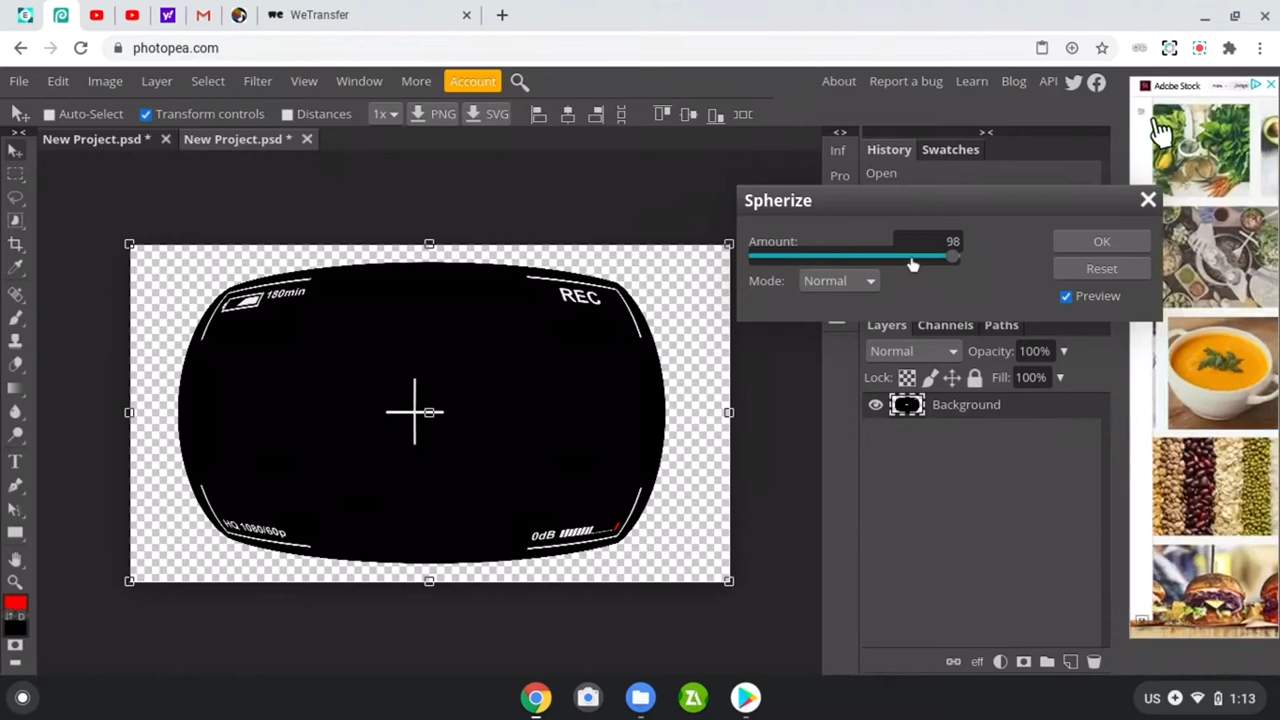 WeTransfer
photopea.com
File Edit Image Layer Select Filter View Window More Account
About Report a bug Learn Blog API
Adobe Stock
Auto-Select Transform controls Distances 1x PNG SVG
New Project.psd * New Project.psd *
Inf
Pro
History Swatches
Open
Spherize
Amount: 98 OK
Reset
Mode: Normal
Preview
180min
REC
HQ 1080/60p
0dB
Layers Channels Paths
Normal Opacity: 100%
Lock: Fill: 100%
Background
eff
US 1:13